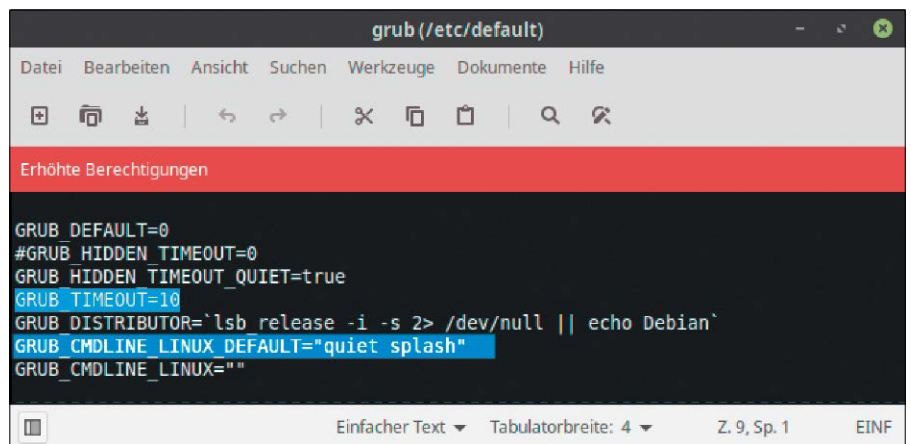 grub (/etc/default)
Datei Bearbeiten Ansicht Suchen Werkzeuge Dokumente Hilfe
Erhöhte Berechtigungen
GRUB_DEFAULT=0
#GRUB_HIDDEN_TIMEOUT=0
GRUB_HIDDEN_TIMEOUT_QUIET=true
GRUB_TIMEOUT=10
GRUB_DISTRIBUTOR=`lsb_release -i -s 2> /dev/null || echo Debian`
GRUB_CMDLINE_LINUX_DEFAULT="quiet splash"
GRUB_CMDLINE_LINUX=""
Einfacher Text Tabulatorbreite: 4 Z. 9, Sp. 1 EINF